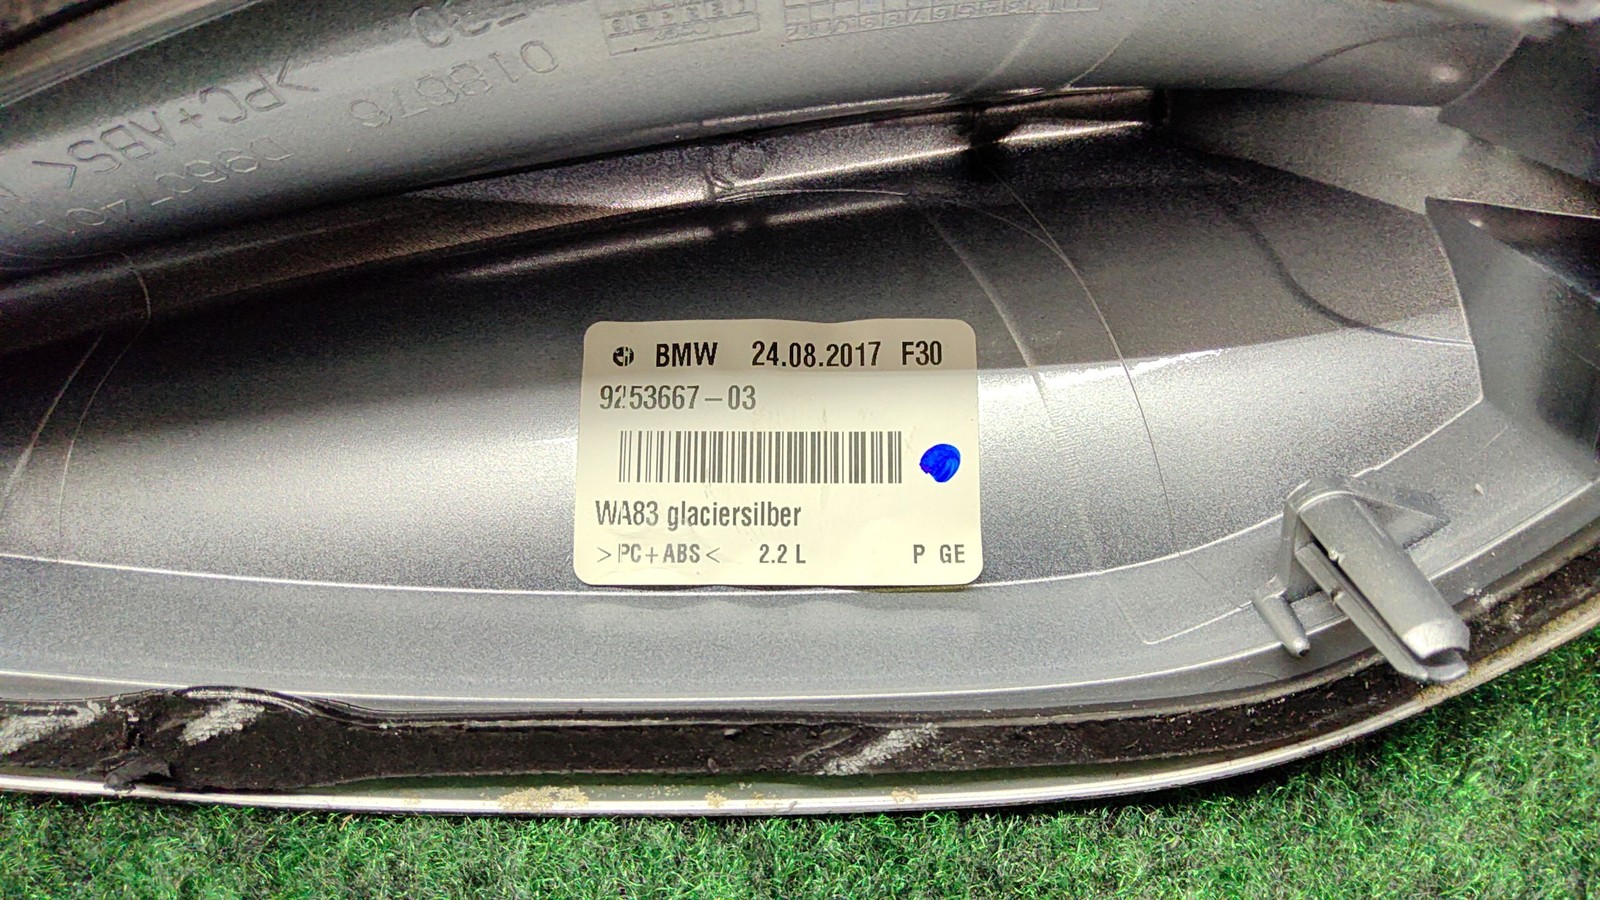 BMW 24.08.2017 F30
9253667-03
WA83 glaciersilber
>PC+ABS< 2.2 L P GE
>PC+ABS<